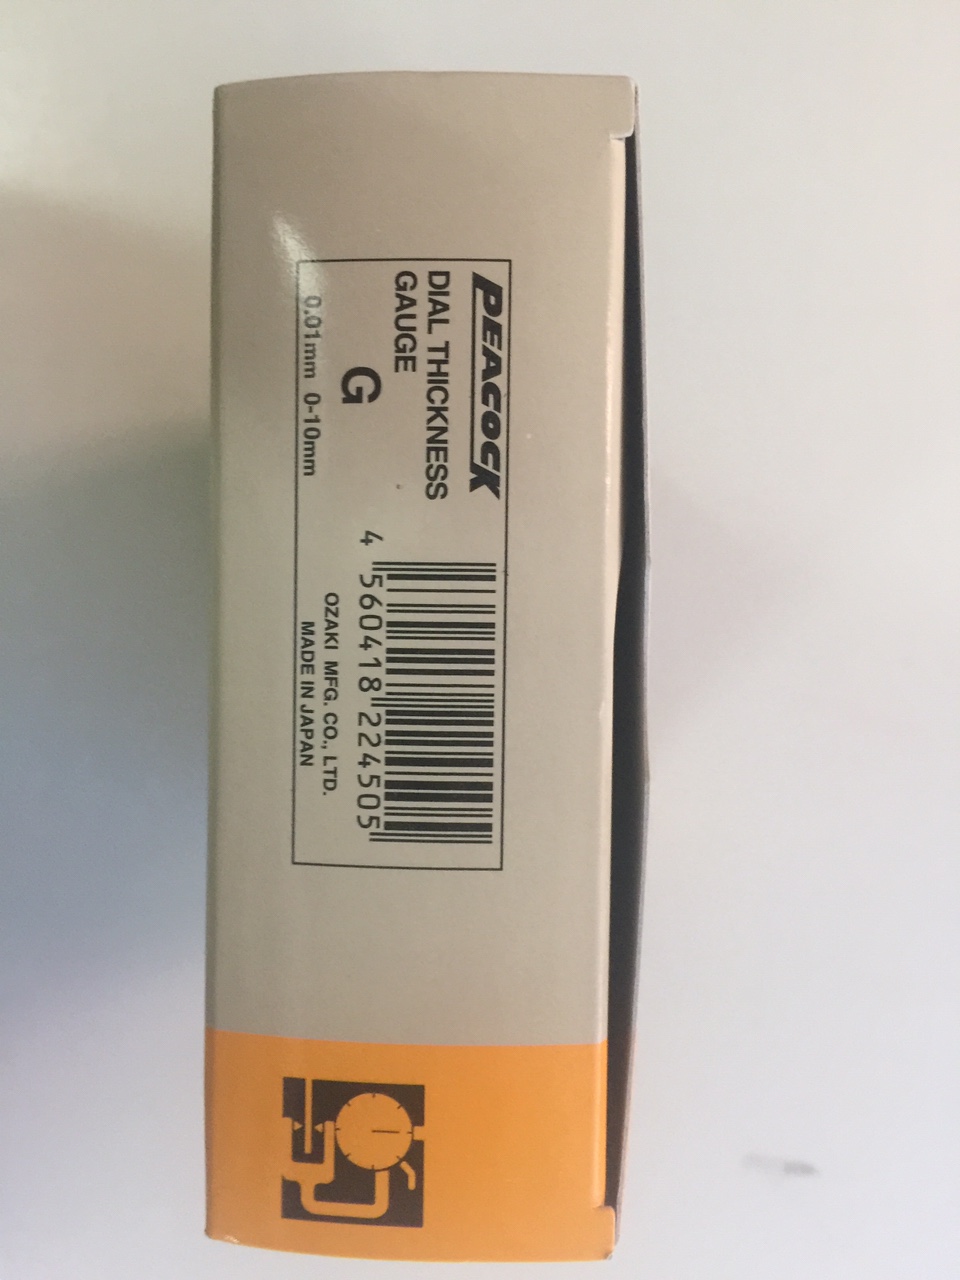 PEACOCK
DIAL THICKNESS
GAUGE
G
0.01mm 0-10mm
4 560418 224505
OZAKI MFG. CO., LTD.
MADE IN JAPAN